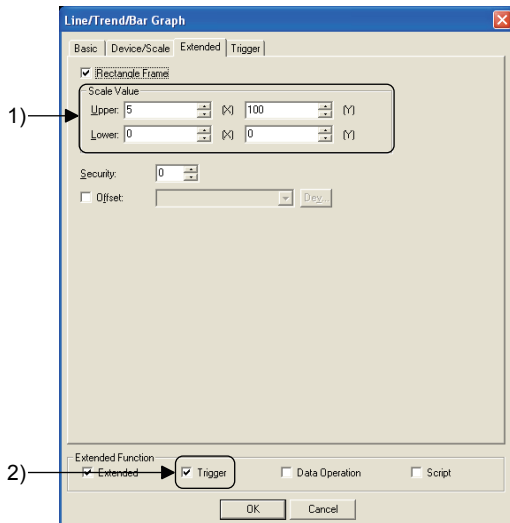 Line/Trend/Bar Graph
Basic Device/Scale Extended Trigger
Rectangle Frame
Scale Value
1)
Upper: 5 (X) 100 (Y)
Lower: 0 (X) 0 (Y)
Security: 0
Offset: Dev...
Extended Function
2)
Extended Trigger Data Operation Script
OK Cancel